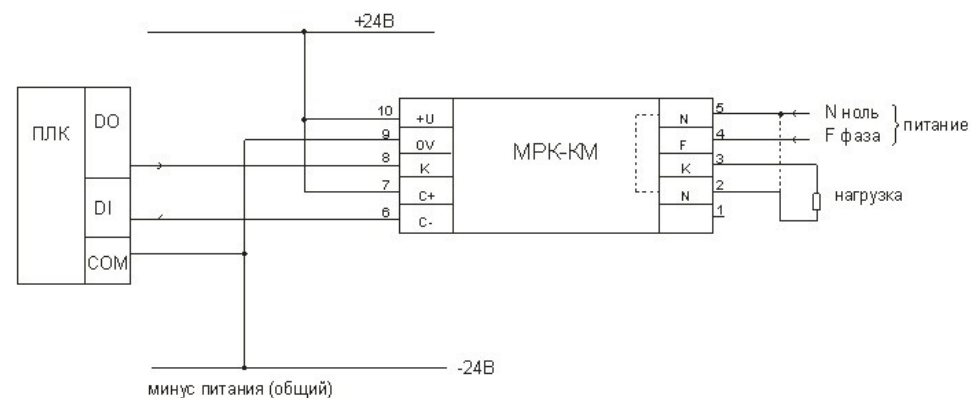 +24В
ПЛК
DO
DI
COM
10
9
8
7
6
+U
0V
К
C+
C-
МРК-КМ
N
F
К
N
5
4
3
2
1
N ноль
F фаза
питание
нагрузка
-24В
минус питания (общий)